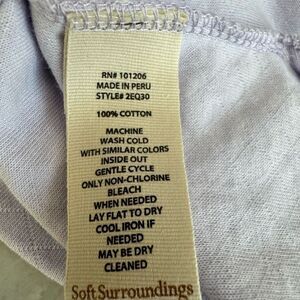 RN# 101206
MADE IN PERU
STYLE# 2EQ30
100% COTTON
MACHINE
WASH COLD
WITH SIMILAR COLORS
INSIDE OUT
GENTLE CYCLE
ONLY NON-CHLORINE
BLEACH
WHEN NEEDED
LAY FLAT TO DRY
COOL IRON IF
NEEDED
MAY BE DRY
CLEANED
Soft Surroundings